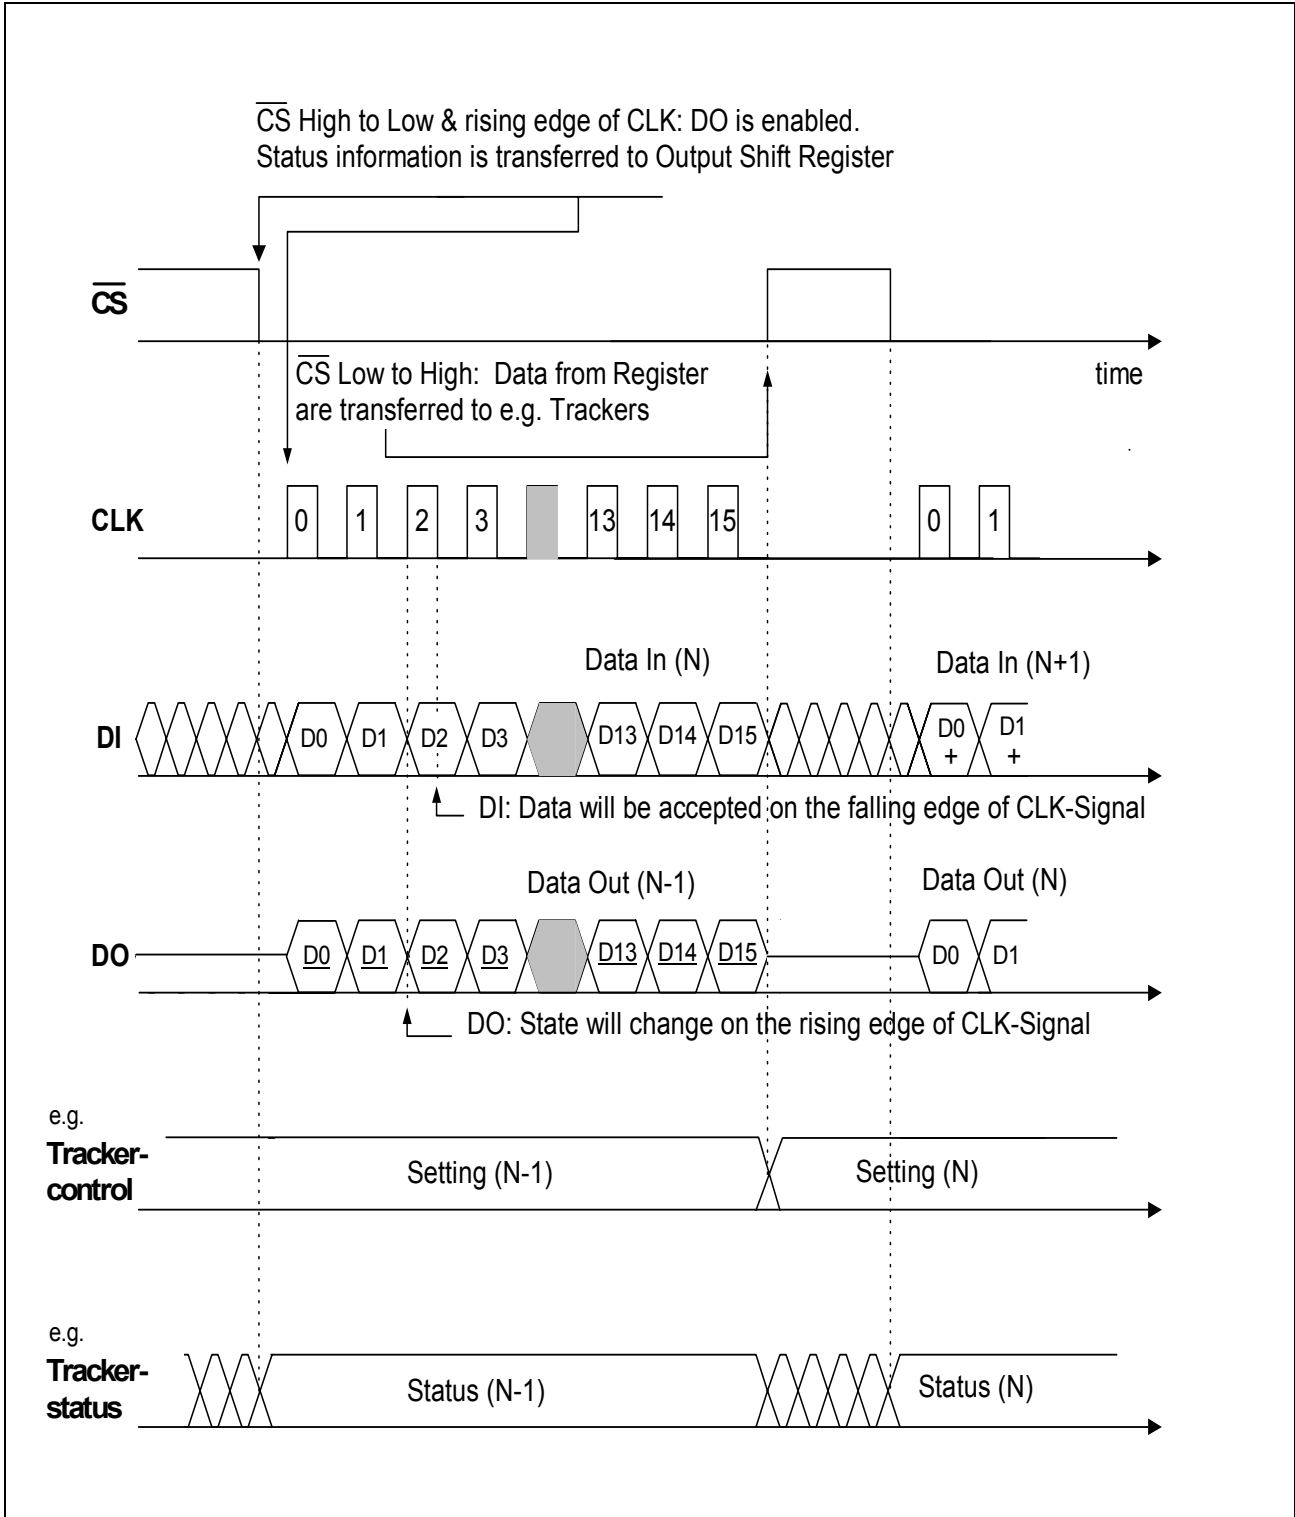 CS High to Low & rising edge of CLK: DO is enabled.
Status information is transferred to Output Shift Register
CS
CS Low to High: Data from Register
are transferred to e.g. Trackers
time
CLK
0 1 2 3 13 14 15 0 1
Data In (N) Data In (N+1)
DI
D0 D1 D2 D3 D13 D14 D15 D0 + D1 +
DI: Data will be accepted on the falling edge of CLK-Signal
Data Out (N-1) Data Out (N)
DO
D0 D1 D2 D3 D13 D14 D15 D0 D1
DO: State will change on the rising edge of CLK-Signal
e.g.
Tracker-
control
Setting (N-1) Setting (N)
e.g.
Tracker-
status
Status (N-1) Status (N)